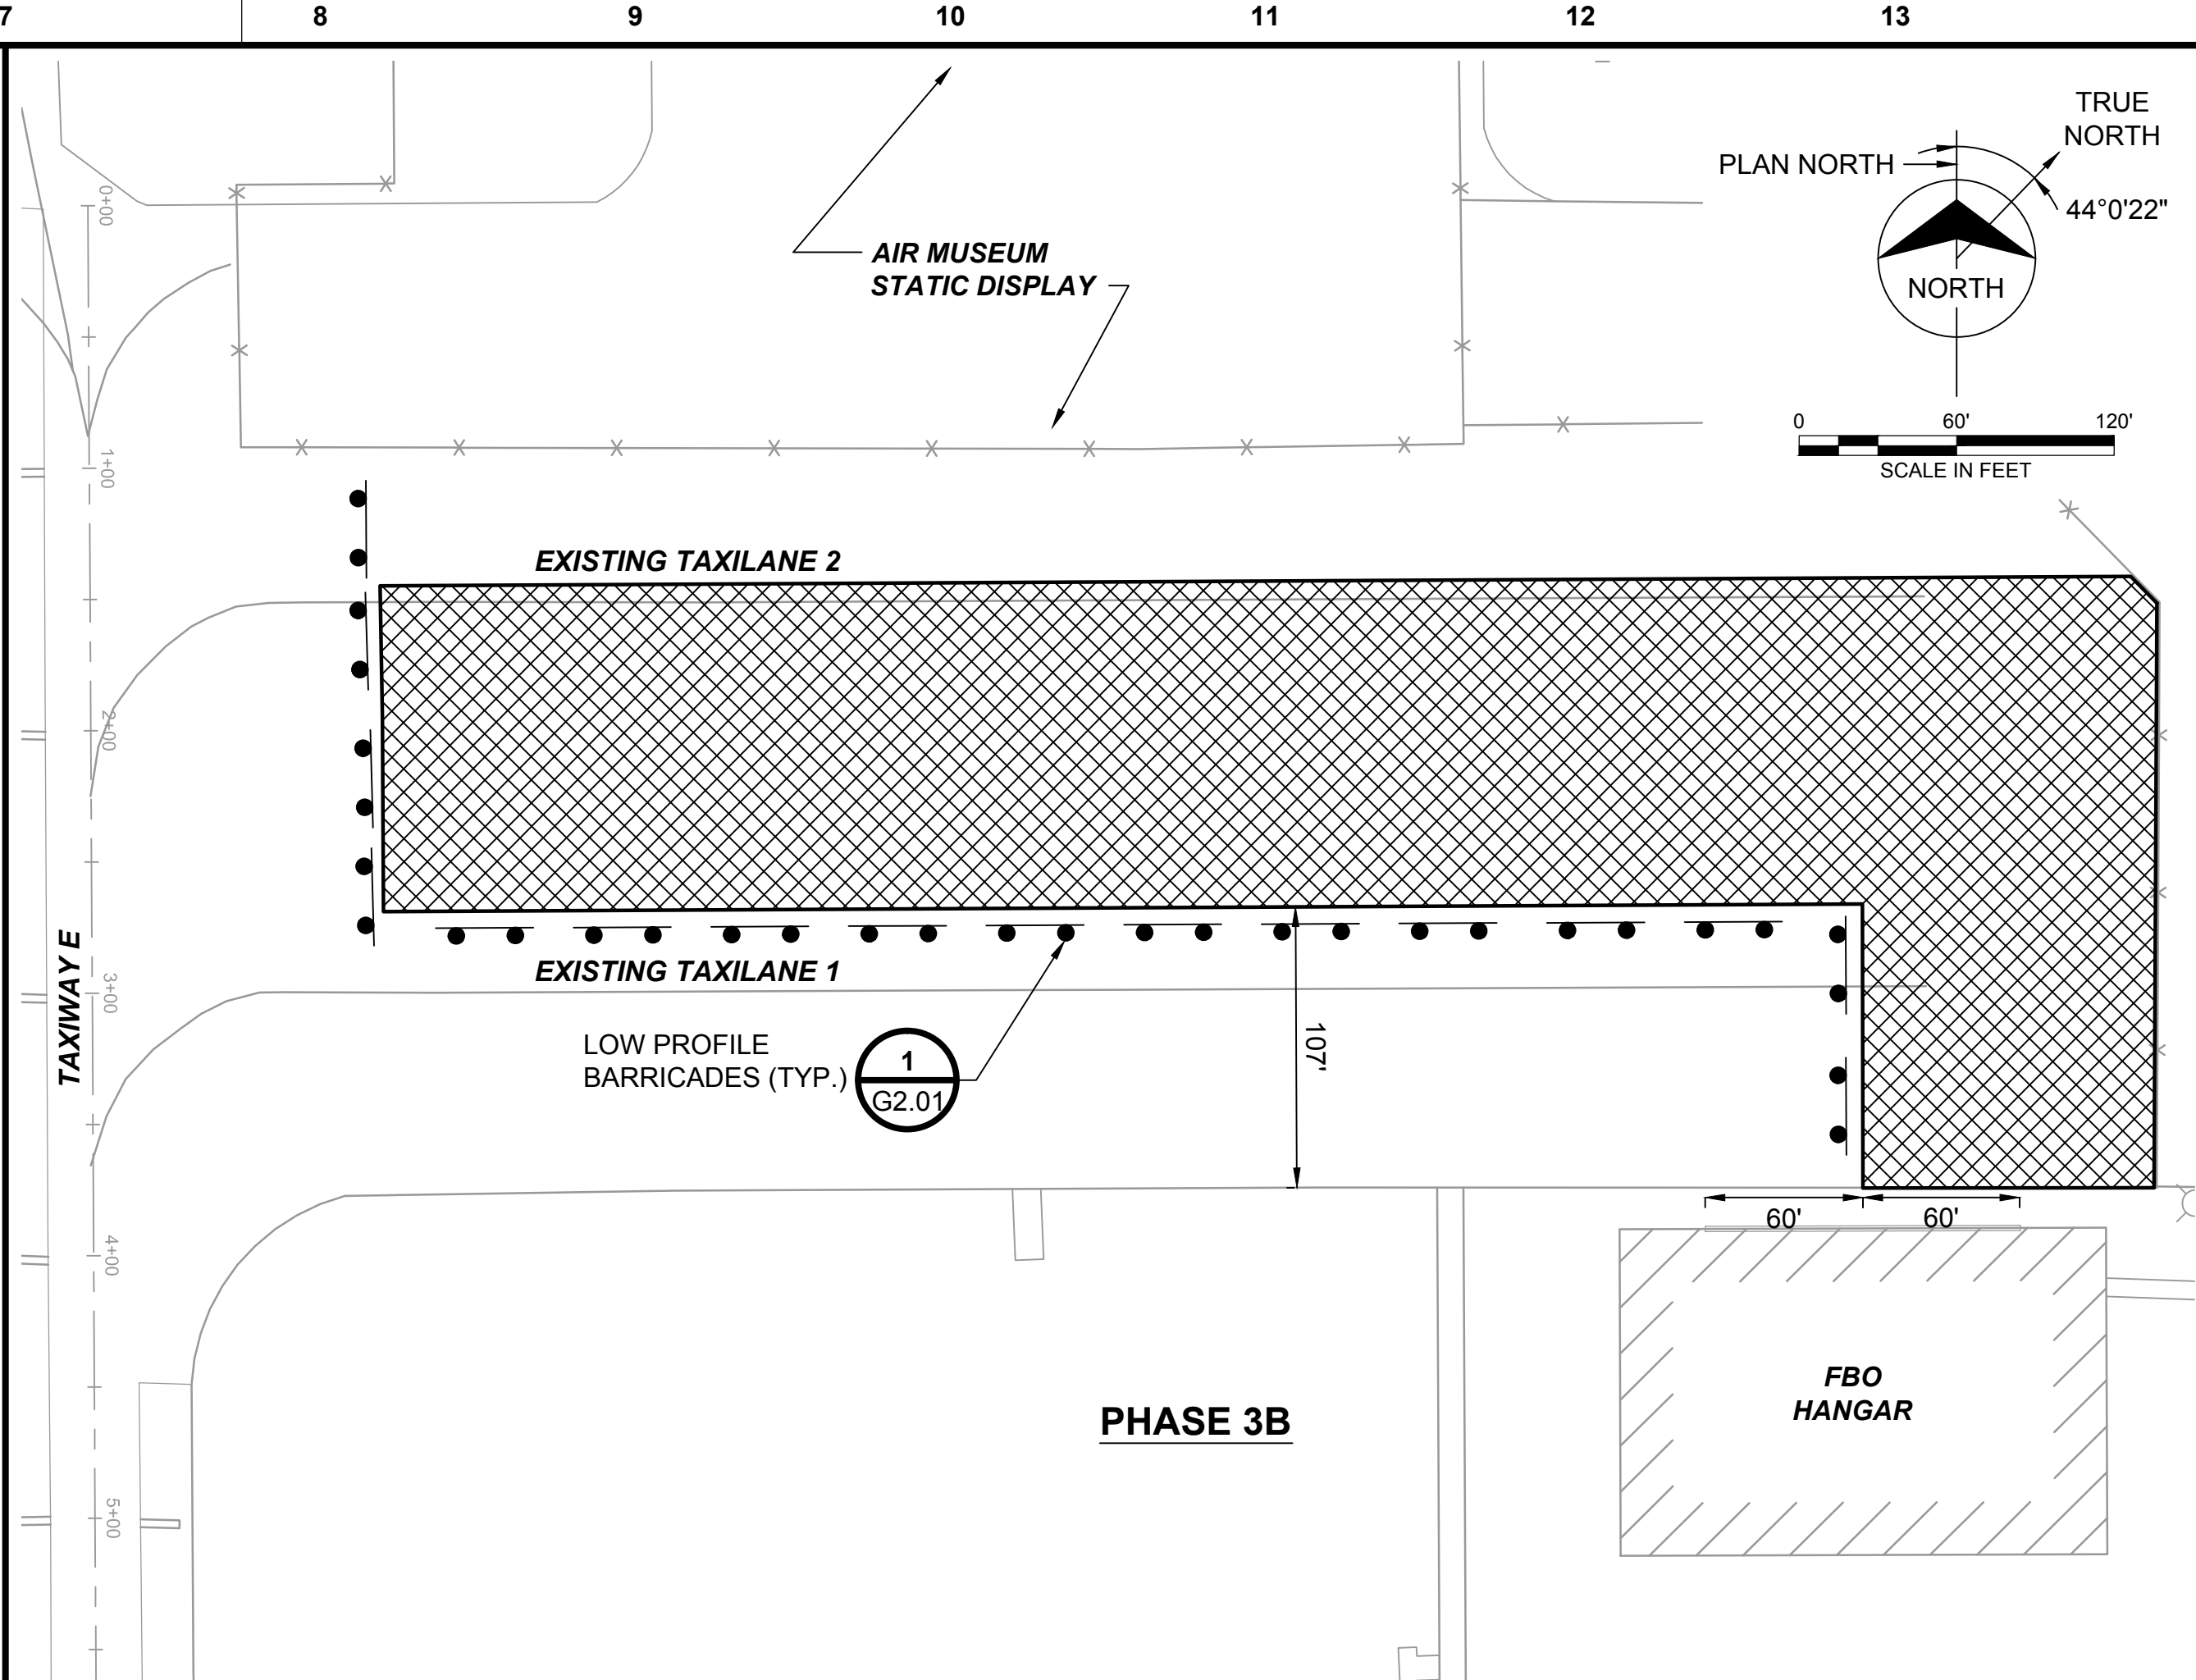 7 8 9 10 11 12 13
TRUE
NORTH
PLAN NORTH
44°0'22"
NORTH
0 60' 120'
SCALE IN FEET
AIR MUSEUM
STATIC DISPLAY
0+00
1+00
2+00
3+00
4+00
5+00
EXISTING TAXILANE 2
EXISTING TAXILANE 1
TAXIWAY E
LOW PROFILE
BARRICADES (TYP.)
1
G2.01
107'
60' 60'
FBO
HANGAR
PHASE 3B